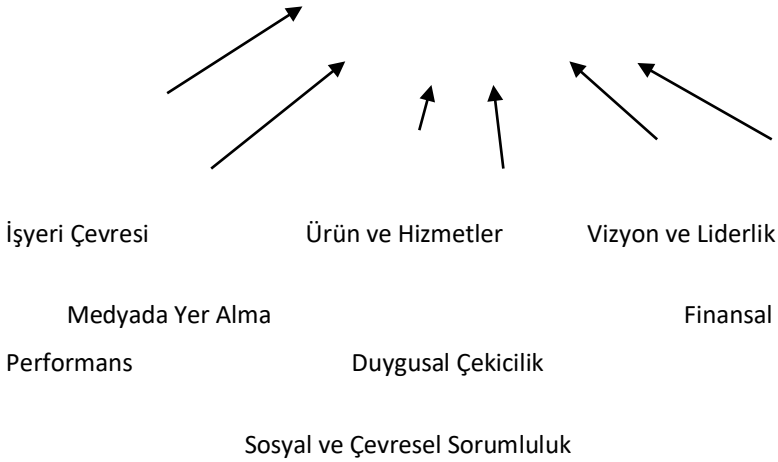 İşyeri Çevresi Ürün ve Hizmetler Vizyon ve Liderlik
Medyada Yer Alma Finansal
Performans Duygusal Çekicilik
Sosyal ve Çevresel Sorumluluk